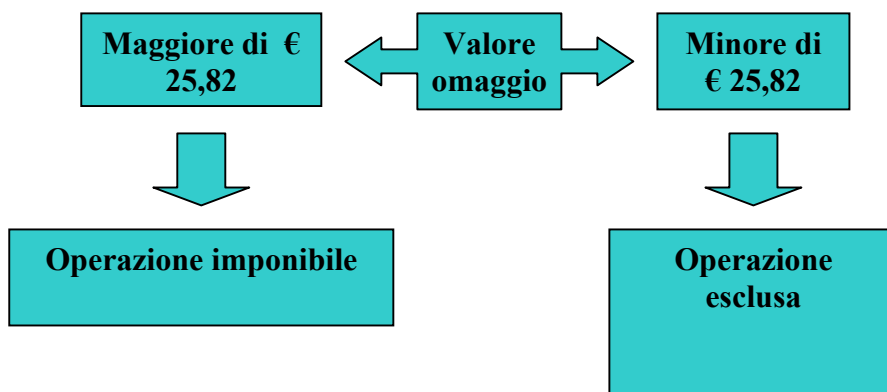 Maggiore di €
25,82
Valore
omaggio
Minore di
€ 25,82
Operazione imponibile
Operazione
esclusa